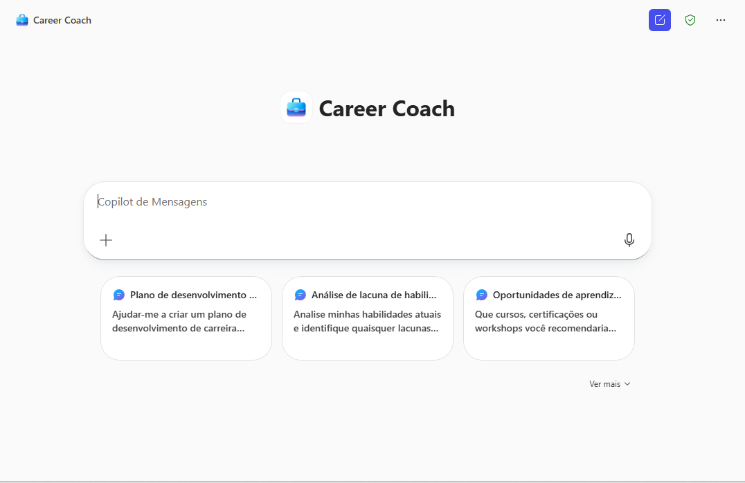 Career Coach
Career Coach
Copilot de Mensagens
Plano de desenvolvimento ...
Ajudar-me a criar um plano de
desenvolvimento de carreira...
Análise de lacuna de habili...
Analise minhas habilidades atuais
e identifique quaisquer lacunas...
Oportunidades de aprendiz...
Que cursos, certificações ou
workshops você recomendaria...
Ver mais